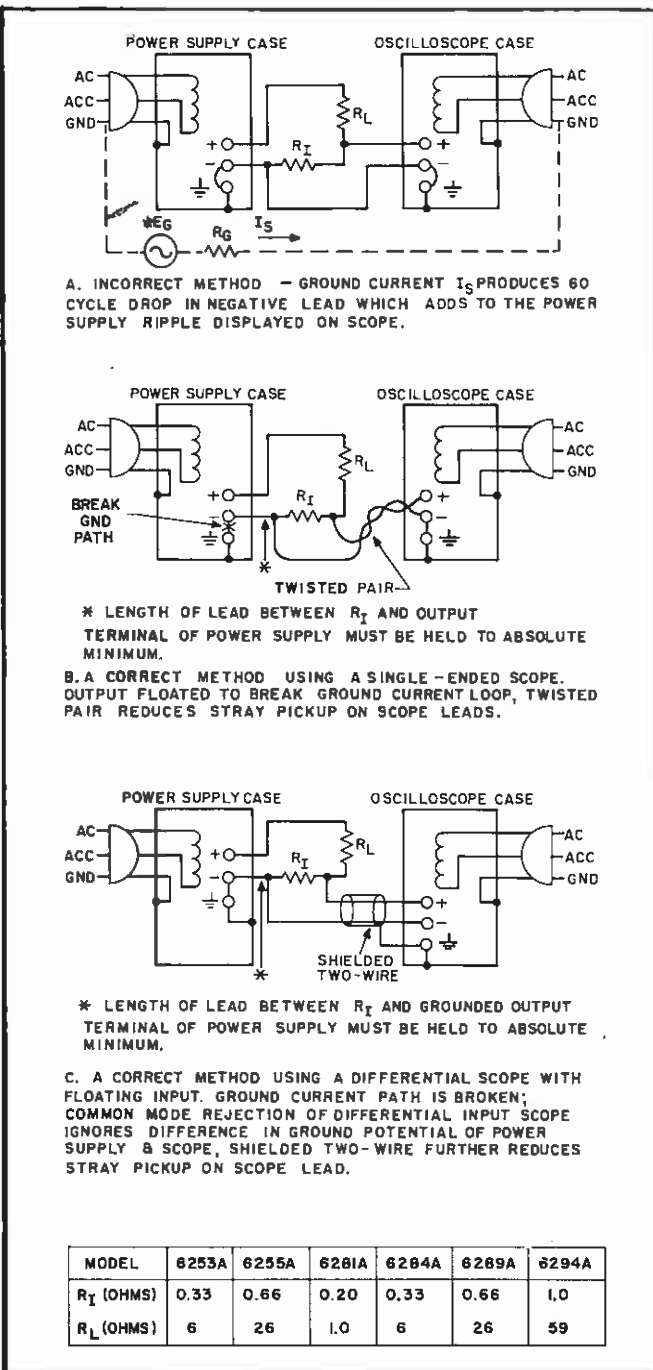 POWER SUPPLY CASE OSCILLOSCOPE CASE
AC AC
ACC ACC
GND GND
RL
+ RI +
- -
*EG RG IS
A. INCORRECT METHOD - GROUND CURRENT IS PRODUCES 60
CYCLE DROP IN NEGATIVE LEAD WHICH ADDS TO THE POWER
SUPPLY RIPPLE DISPLAYED ON SCOPE.
POWER SUPPLY CASE OSCILLOSCOPE CASE
AC AC
ACC ACC
GND GND
RL
+ RI +
- -
BREAK
GND
PATH
*
TWISTED PAIR
* LENGTH OF LEAD BETWEEN RI AND OUTPUT
TERMINAL OF POWER SUPPLY MUST BE HELD TO ABSOLUTE
MINIMUM.
B. A CORRECT METHOD USING A SINGLE-ENDED SCOPE.
OUTPUT FLOATED TO BREAK GROUND CURRENT LOOP, TWISTED
PAIR REDUCES STRAY PICKUP ON SCOPE LEADS.
POWER SUPPLY CASE OSCILLOSCOPE CASE
AC AC
ACC ACC
GND GND
RL
+ RI +
- -
SHIELDED
TWO-WIRE
*
* LENGTH OF LEAD BETWEEN RI AND GROUNDED OUTPUT
TERMINAL OF POWER SUPPLY MUST BE HELD TO ABSOLUTE
MINIMUM.
C. A CORRECT METHOD USING A DIFFERENTIAL SCOPE WITH
FLOATING INPUT. GROUND CURRENT PATH IS BROKEN;
COMMON MODE REJECTION OF DIFFERENTIAL INPUT SCOPE
IGNORES DIFFERENCE IN GROUND POTENTIAL OF POWER
SUPPLY & SCOPE, SHIELDED TWO-WIRE FURTHER REDUCES
STRAY PICKUP ON SCOPE LEAD.
MODEL 6253A 6255A 6281A 6284A 6289A 6294A
RI (OHMS) 0.33 0.66 0.20 0.33 0.66 1.0
RL (OHMS) 6 26 1.0 6 26 59